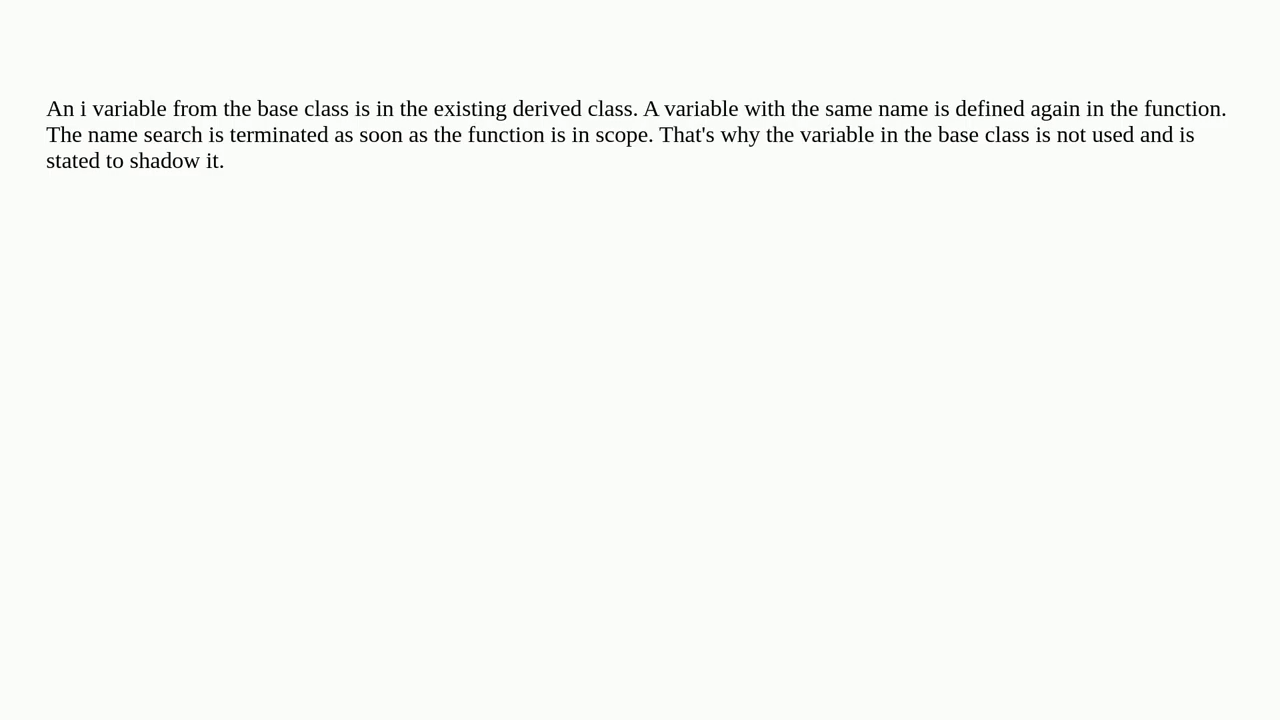 An i variable from the base class is in the existing derived class. A variable with the same name is defined again in the function.
The name search is terminated as soon as the function is in scope. That's why the variable in the base class is not used and is
stated to shadow it.